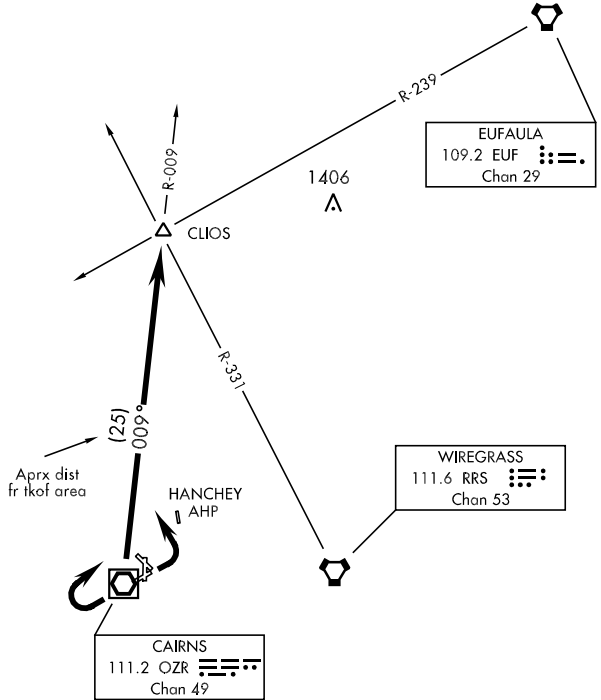 R-239
EUFAULA
109.2 EUF
Chan 29
R-009
1406
CLIOS
R-331
(25)
009°
Aprx dist
fr tkof area
HANCHEY
AHP
WIREGRASS
111.6 RRS
Chan 53
CAIRNS
111.2 OZR
Chan 49